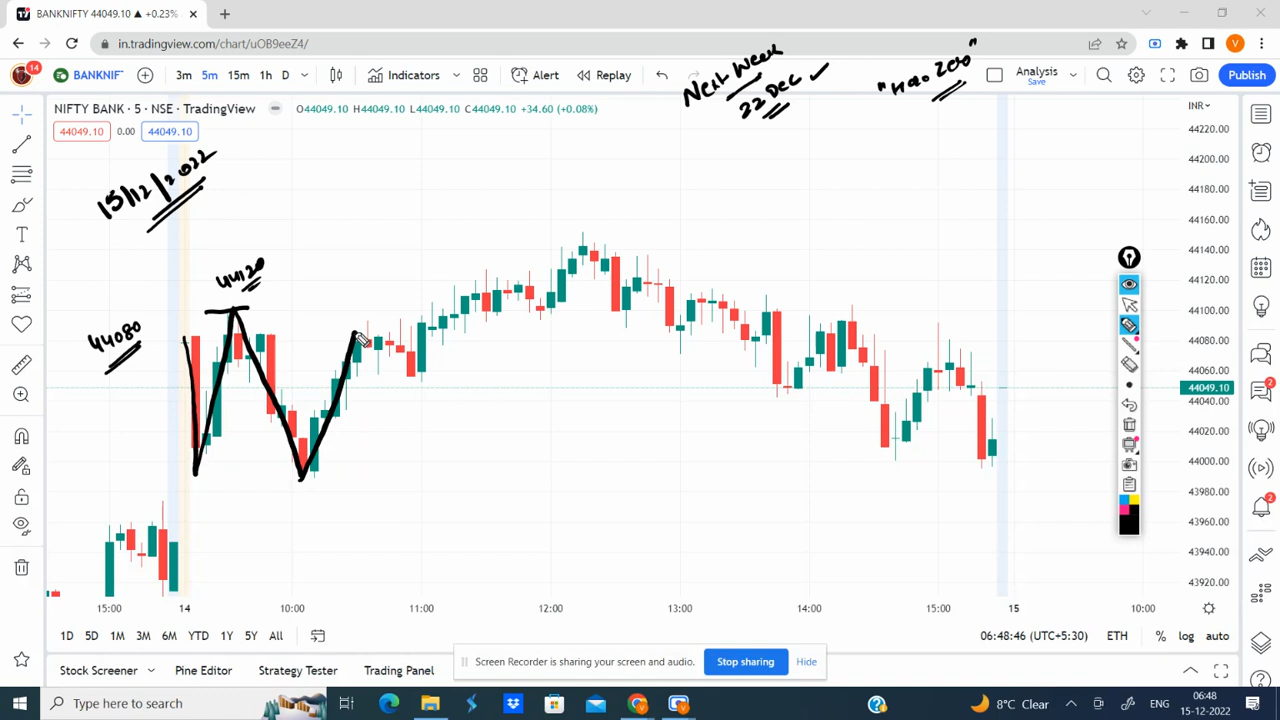 BANKNIFTY 44049.10 ▲ +0.23%
in.tradingview.com/chart/uOB9eeZ4/
V
14
BANKNIF
3m
5m
15m
1h
D
Indicators
Alert
Replay
Next Week
22 Dec ✓
Analysis
Save
Publish
NIFTY BANK · 5 · NSE · TradingView
O44049.10 H44049.10 L44049.10 C44049.10 +34.60 (+0.08%)
INR
44049.10
0.00
44049.10
15/12/2022
44120
44080
44220.00
44200.00
44180.00
44160.00
44140.00
44120.00
44100.00
44080.00
44060.00
44049.10
44040.00
44020.00
44000.00
43980.00
43960.00
43940.00
43920.00
2
2
15:00
14
10:00
11:00
12:00
13:00
14:00
15:00
15
10:00
1D
5D
1M
3M
6M
YTD
1Y
5Y
All
06:48:46 (UTC+5:30)
ETH
%
log
auto
Stock Screener
Pine Editor
Strategy Tester
Trading Panel
Screen Recorder is sharing your screen and audio.
Stop sharing
Hide
Type here to search
8°C Clear
ENG
06:48
15-12-2022